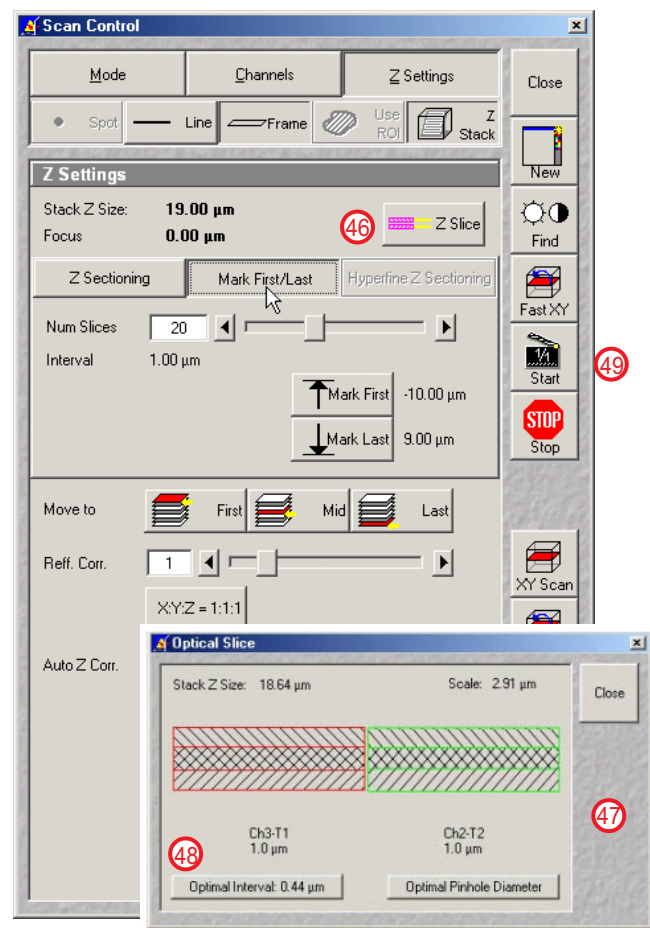 Scan Control
Mode Channels Z Settings Close
Spot Line Frame Use ROI Z Stack
New
Z Settings
Stack Z Size: 19.00 µm
Focus 0.00 µm
46 Z Slice
Find
Z Sectioning Mark First/Last Hyperfine Z Sectioning
Fast XY
Num Slices 20
Interval 1.00 µm
1/1
Start
49
Mark First -10.00 µm
Mark Last 9.00 µm
STOP
Stop
Move to First Mid Last
Reff. Corr. 1
XY Scan
X:Y:Z = 1:1:1
Auto Z Corr.
Optical Slice
Stack Z Size: 18.64 µm Scale: 2.91 µm
Close
47
Ch3-T1 Ch2-T2
1.0 µm 1.0 µm
48
Optimal Interval: 0.44 µm Optimal Pinhole Diameter